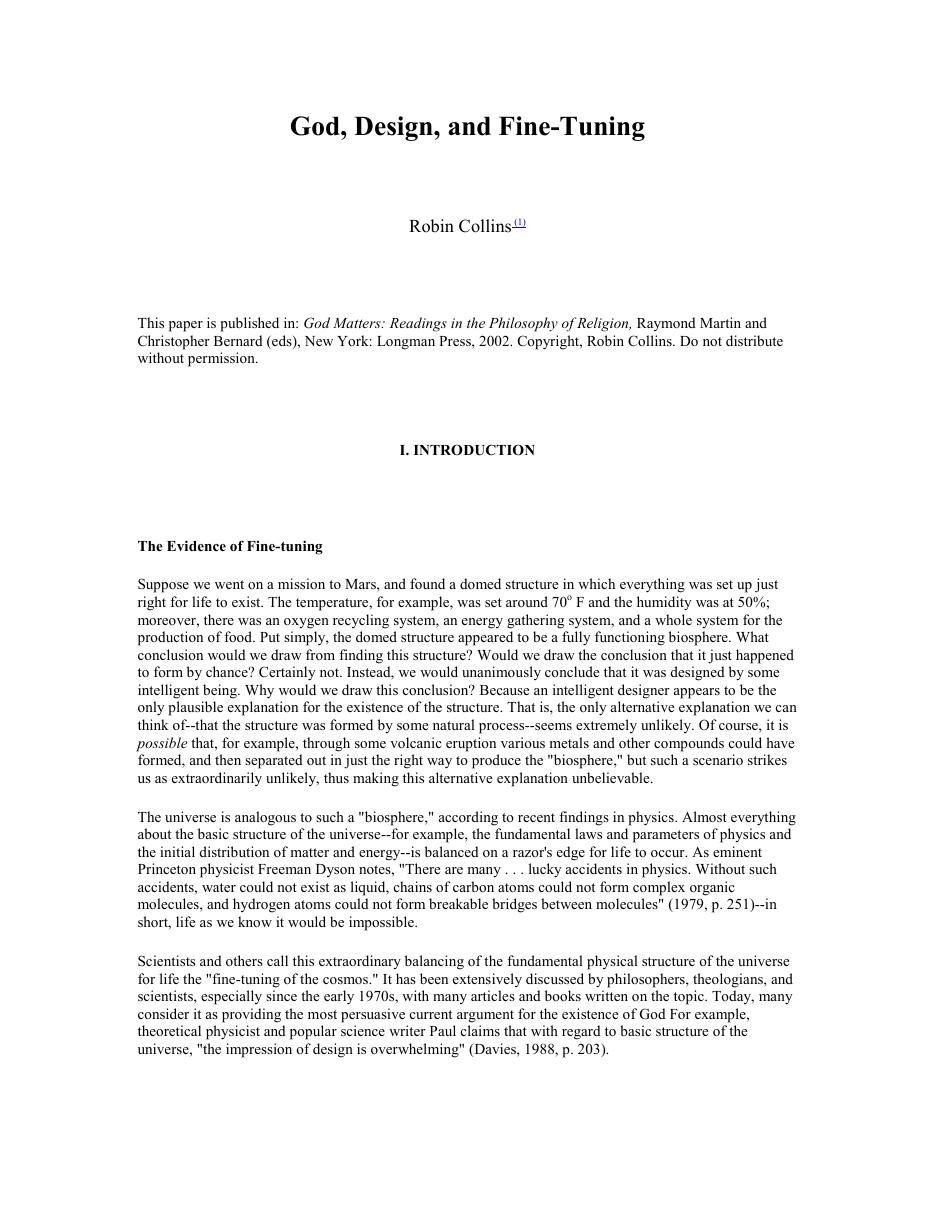 God, Design, and Fine-Tuning
Robin Collins(1)
This paper is published in: God Matters: Readings in the Philosophy of Religion, Raymond Martin and
Christopher Bernard (eds), New York: Longman Press, 2002. Copyright, Robin Collins. Do not distribute
without permission.
I. INTRODUCTION
The Evidence of Fine-tuning
Suppose we went on a mission to Mars, and found a domed structure in which everything was set up just
right for life to exist. The temperature, for example, was set around 70o F and the humidity was at 50%;
moreover, there was an oxygen recycling system, an energy gathering system, and a whole system for the
production of food. Put simply, the domed structure appeared to be a fully functioning biosphere. What
conclusion would we draw from finding this structure? Would we draw the conclusion that it just happened
to form by chance? Certainly not. Instead, we would unanimously conclude that it was designed by some
intelligent being. Why would we draw this conclusion? Because an intelligent designer appears to be the
only plausible explanation for the existence of the structure. That is, the only alternative explanation we can
think of--that the structure was formed by some natural process--seems extremely unlikely. Of course, it is
possible that, for example, through some volcanic eruption various metals and other compounds could have
formed, and then separated out in just the right way to produce the "biosphere," but such a scenario strikes
us as extraordinarily unlikely, thus making this alternative explanation unbelievable.
The universe is analogous to such a "biosphere," according to recent findings in physics. Almost everything
about the basic structure of the universe--for example, the fundamental laws and parameters of physics and
the initial distribution of matter and energy--is balanced on a razor's edge for life to occur. As eminent
Princeton physicist Freeman Dyson notes, "There are many . . . lucky accidents in physics. Without such
accidents, water could not exist as liquid, chains of carbon atoms could not form complex organic
molecules, and hydrogen atoms could not form breakable bridges between molecules" (1979, p. 251)--in
short, life as we know it would be impossible.
Scientists and others call this extraordinary balancing of the fundamental physical structure of the universe
for life the "fine-tuning of the cosmos." It has been extensively discussed by philosophers, theologians, and
scientists, especially since the early 1970s, with many articles and books written on the topic. Today, many
consider it as providing the most persuasive current argument for the existence of God For example,
theoretical physicist and popular science writer Paul claims that with regard to basic structure of the
universe, "the impression of design is overwhelming" (Davies, 1988, p. 203).